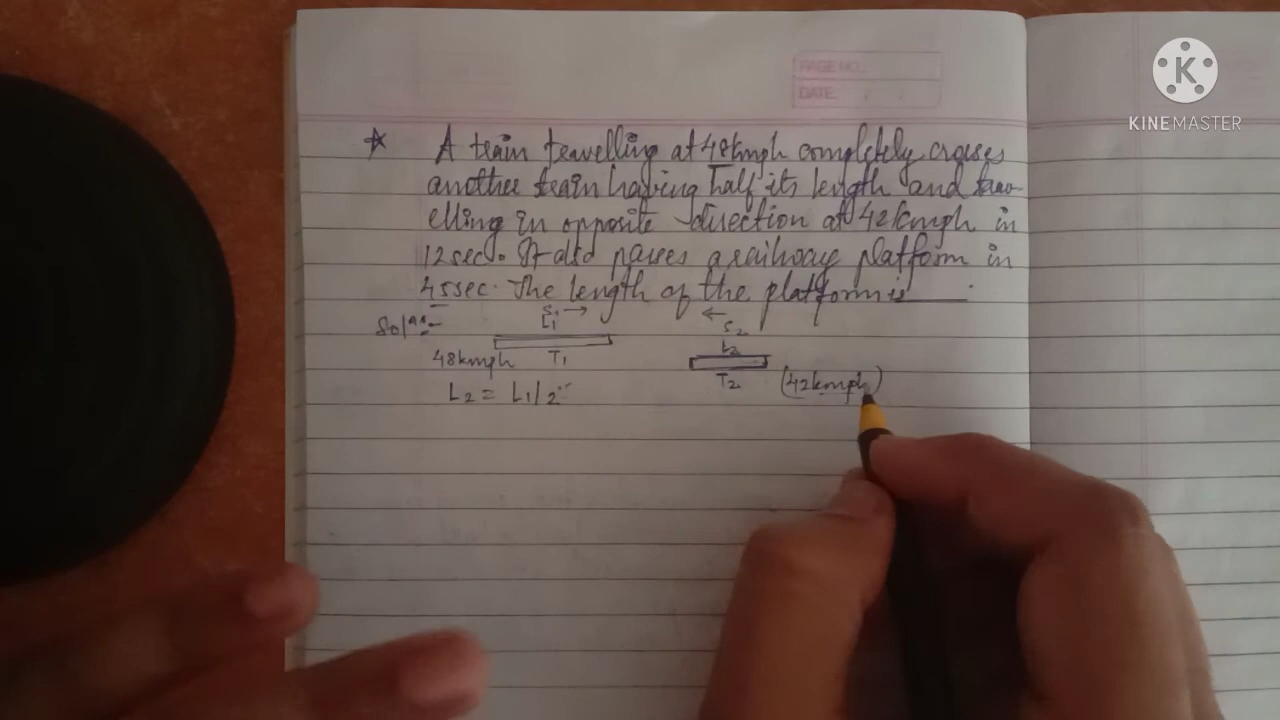 PAGE NO.:
DATE: / /
K
KINEMASTER
☆ A train travelling at 48kmph completely crosses
another train having half its length and trav-
elling in opposite direction at 42kmph in
12sec. It also passes a railway platform in
45sec. The length of the platform is ____.
Soln:-
S1 → ← S2
L1 L2
48kmph T1 T2 (42kmph)
L2 = L1/2